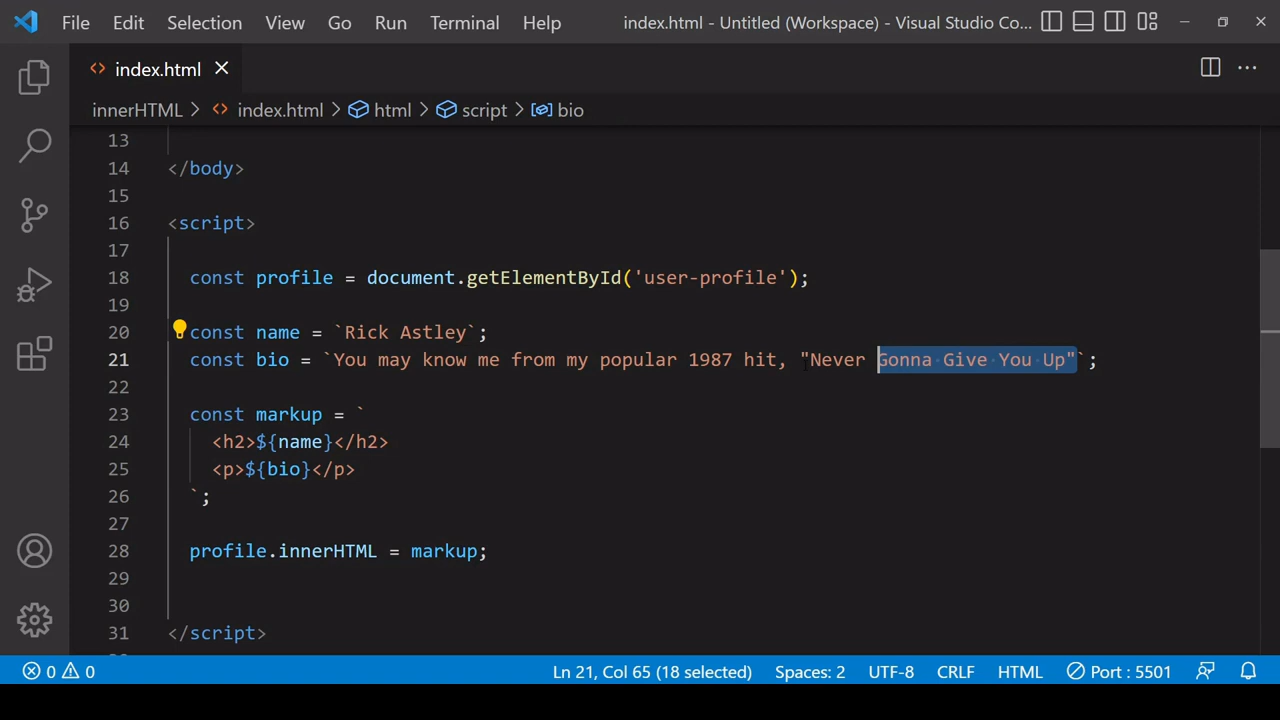 File Edit Selection View Go Run Terminal Help index.html - Untitled (Workspace) - Visual Studio Co...
index.html
innerHTML > index.html > html > script > bio
13
14 </body>
15
16 <script>
17
18 const profile = document.getElementById('user-profile');
19
20 const name = `Rick Astley`;
21 const bio = `You may know me from my popular 1987 hit, "Never Gonna·Give·You·Up"`;
22
23 const markup = `
24 <h2>${name}</h2>
25 <p>${bio}</p>
26 `;
27
28 profile.innerHTML = markup;
29
30
31 </script>
0 0 Ln 21, Col 65 (18 selected) Spaces: 2 UTF-8 CRLF HTML Port : 5501